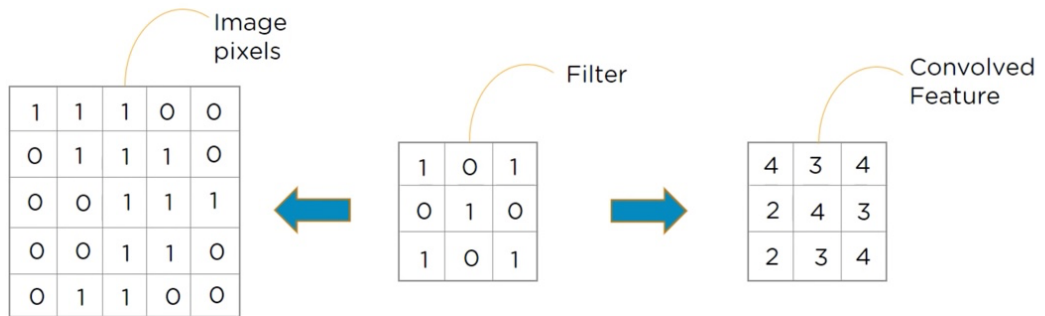 Image
pixels
Filter
Convolved
Feature
1 1 1 0 0
0 1 1 1 0
0 0 1 1 1
0 0 1 1 0
0 1 1 0 0
1 0 1
0 1 0
1 0 1
4 3 4
2 4 3
2 3 4